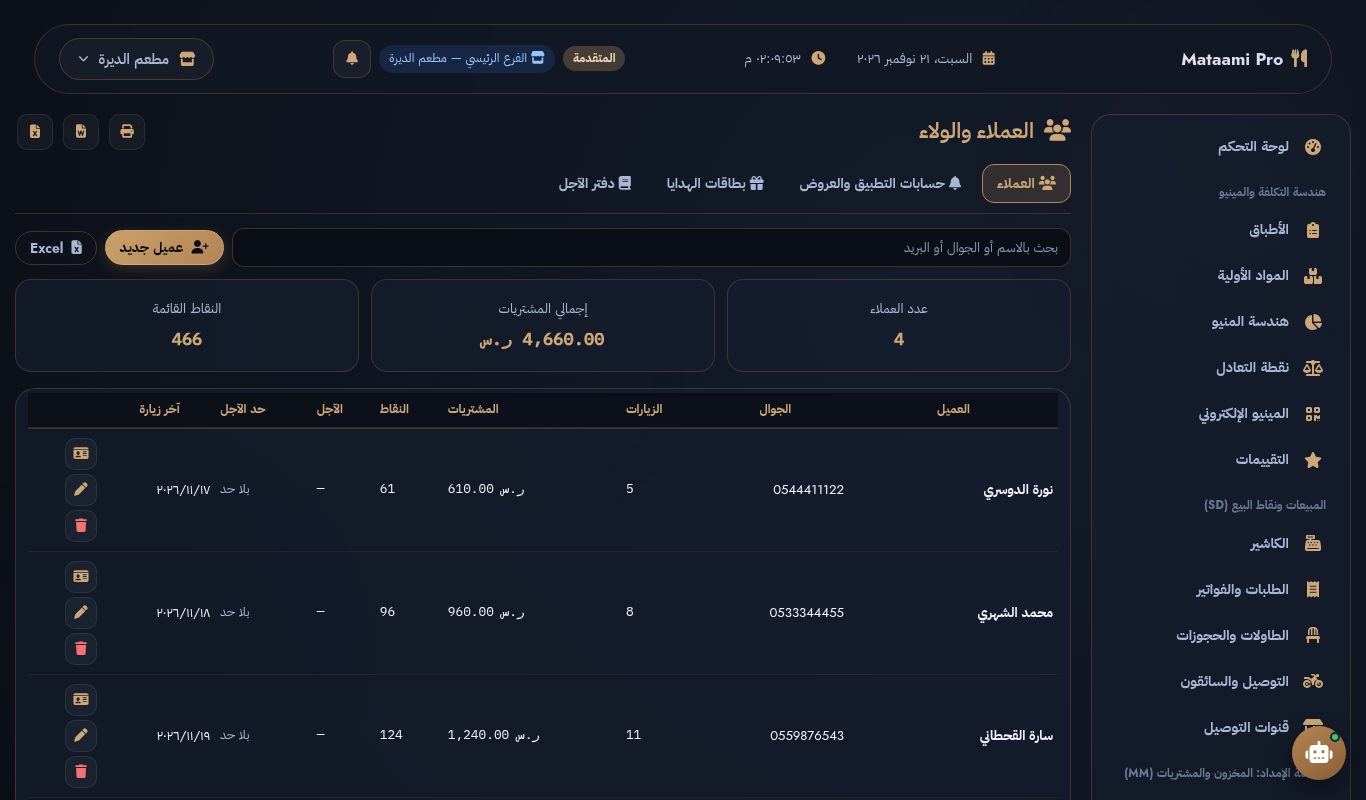 Mataami Pro
السبت، ٢١ نوفمبر ٢٠٢٦
٠٢:٠٩:٥٣ م
المتقدمة
الفرع الرئيسي — مطعم الديرة
مطعم الديرة
لوحة التحكم
هندسة التكلفة والمينيو
الأطباق
المواد الأولية
هندسة المنيو
نقطة التعادل
المينيو الإلكتروني
التقييمات
المبيعات ونقاط البيع (SD)
الكاشير
الطلبات والفواتير
الطاولات والحجوزات
التوصيل والسائقون
قنوات التوصيل
الإمداد: المخزون والمشتريات (MM)
العملاء والولاء
العملاء
حسابات التطبيق والعروض
بطاقات الهدايا
دفتر الآجل
بحث بالاسم أو الجوال أو البريد
عميل جديد
Excel
عدد العملاء
4
إجمالي المشتريات
4,660.00 ر.س
النقاط القائمة
466
العميل الجوال الزيارات المشتريات النقاط الآجل حد الآجل آخر زيارة
نورة الدوسري 0544411122 5 610.00 ر.س 61 — بلا حد ٢٠٢٦/١١/١٧
محمد الشهري 0533344455 8 960.00 ر.س 96 — بلا حد ٢٠٢٦/١١/١٨
سارة القحطاني 0559876543 11 1,240.00 ر.س 124 — بلا حد ٢٠٢٦/١١/١٩